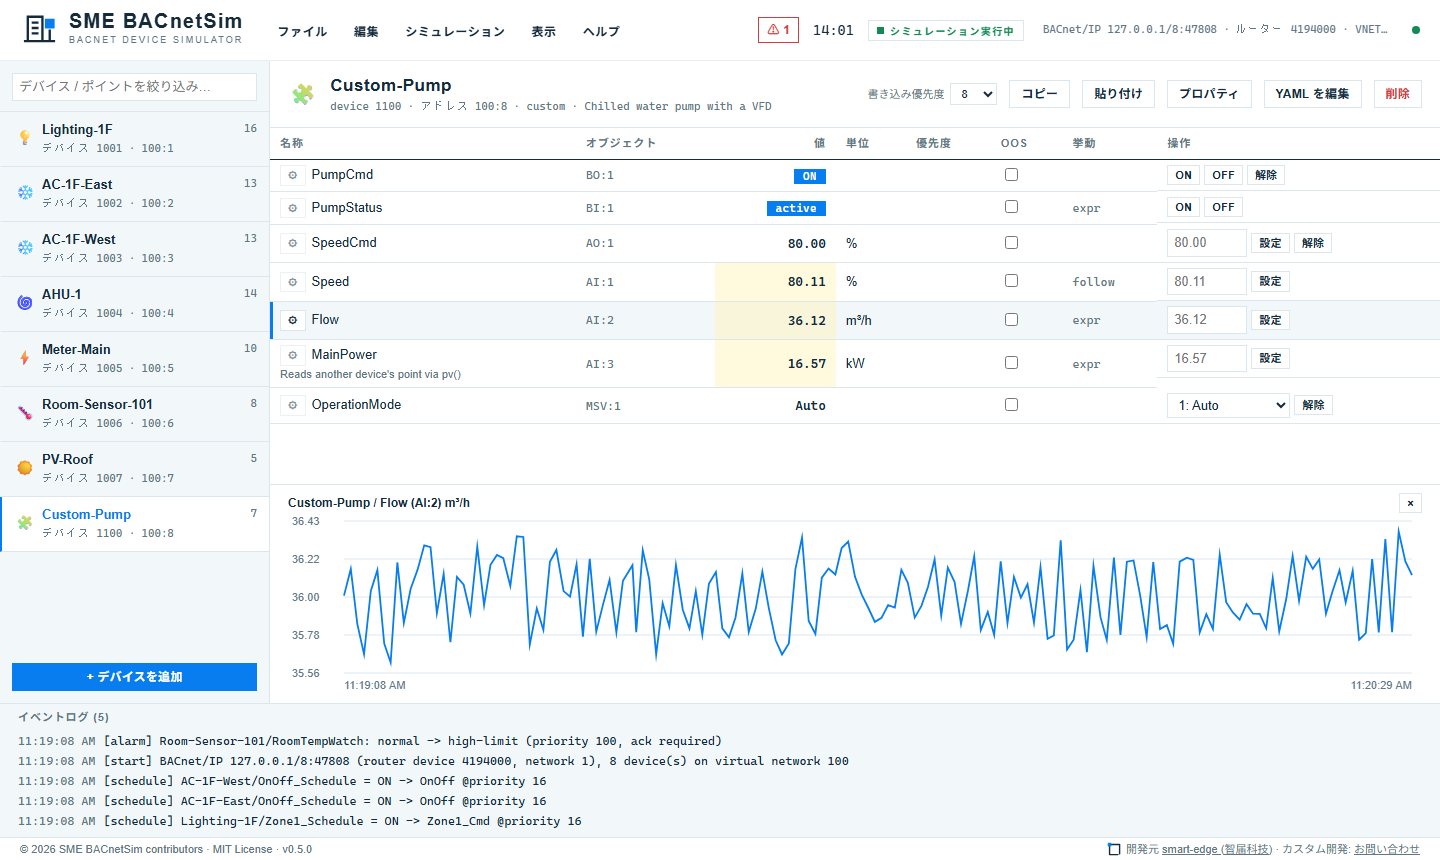 SME BACnetSim
BACNET DEVICE SIMULATOR
ファイル 編集 シミュレーション 表示 ヘルプ
1 14:01 シミュレーション実行中 BACnet/IP 127.0.0.1/8:47808 · ルーター 4194000 · VNET…
デバイス / ポイントを絞り込み…
Lighting-1F 16
デバイス 1001 · 100:1
AC-1F-East 13
デバイス 1002 · 100:2
AC-1F-West 13
デバイス 1003 · 100:3
AHU-1 14
デバイス 1004 · 100:4
Meter-Main 10
デバイス 1005 · 100:5
Room-Sensor-101 8
デバイス 1006 · 100:6
PV-Roof 5
デバイス 1007 · 100:7
Custom-Pump 7
デバイス 1100 · 100:8
+ デバイスを追加
Custom-Pump
device 1100 · アドレス 100:8 · custom · Chilled water pump with a VFD
書き込み優先度 8 コピー 貼り付け プロパティ YAML を編集 削除
名称 オブジェクト 値 単位 優先度 OOS 挙動 操作
PumpCmd BO:1 ON ON OFF 解除
PumpStatus BI:1 active expr ON OFF
SpeedCmd AO:1 80.00 % 80.00 設定 解除
Speed AI:1 80.11 % follow 80.11 設定
Flow AI:2 36.12 m³/h expr 36.12 設定
MainPower AI:3 16.57 kW expr 16.57 設定
Reads another device's point via pv()
OperationMode MSV:1 Auto 1: Auto 解除
Custom-Pump / Flow (AI:2) m³/h ×
36.43
36.22
36.00
35.78
35.56
11:19:08 AM 11:20:29 AM
イベントログ (5)
11:19:08 AM [alarm] Room-Sensor-101/RoomTempWatch: normal -> high-limit (priority 100, ack required)
11:19:08 AM [start] BACnet/IP 127.0.0.1/8:47808 (router device 4194000, network 1), 8 device(s) on virtual network 100
11:19:08 AM [schedule] AC-1F-West/OnOff_Schedule = ON -> OnOff @priority 16
11:19:08 AM [schedule] AC-1F-East/OnOff_Schedule = ON -> OnOff @priority 16
11:19:08 AM [schedule] Lighting-1F/Zone1_Schedule = ON -> Zone1_Cmd @priority 16
© 2026 SME BACnetSim contributors · MIT License · v0.5.0 開発元 smart-edge (智届科技) · カスタム開発: お問い合わせ